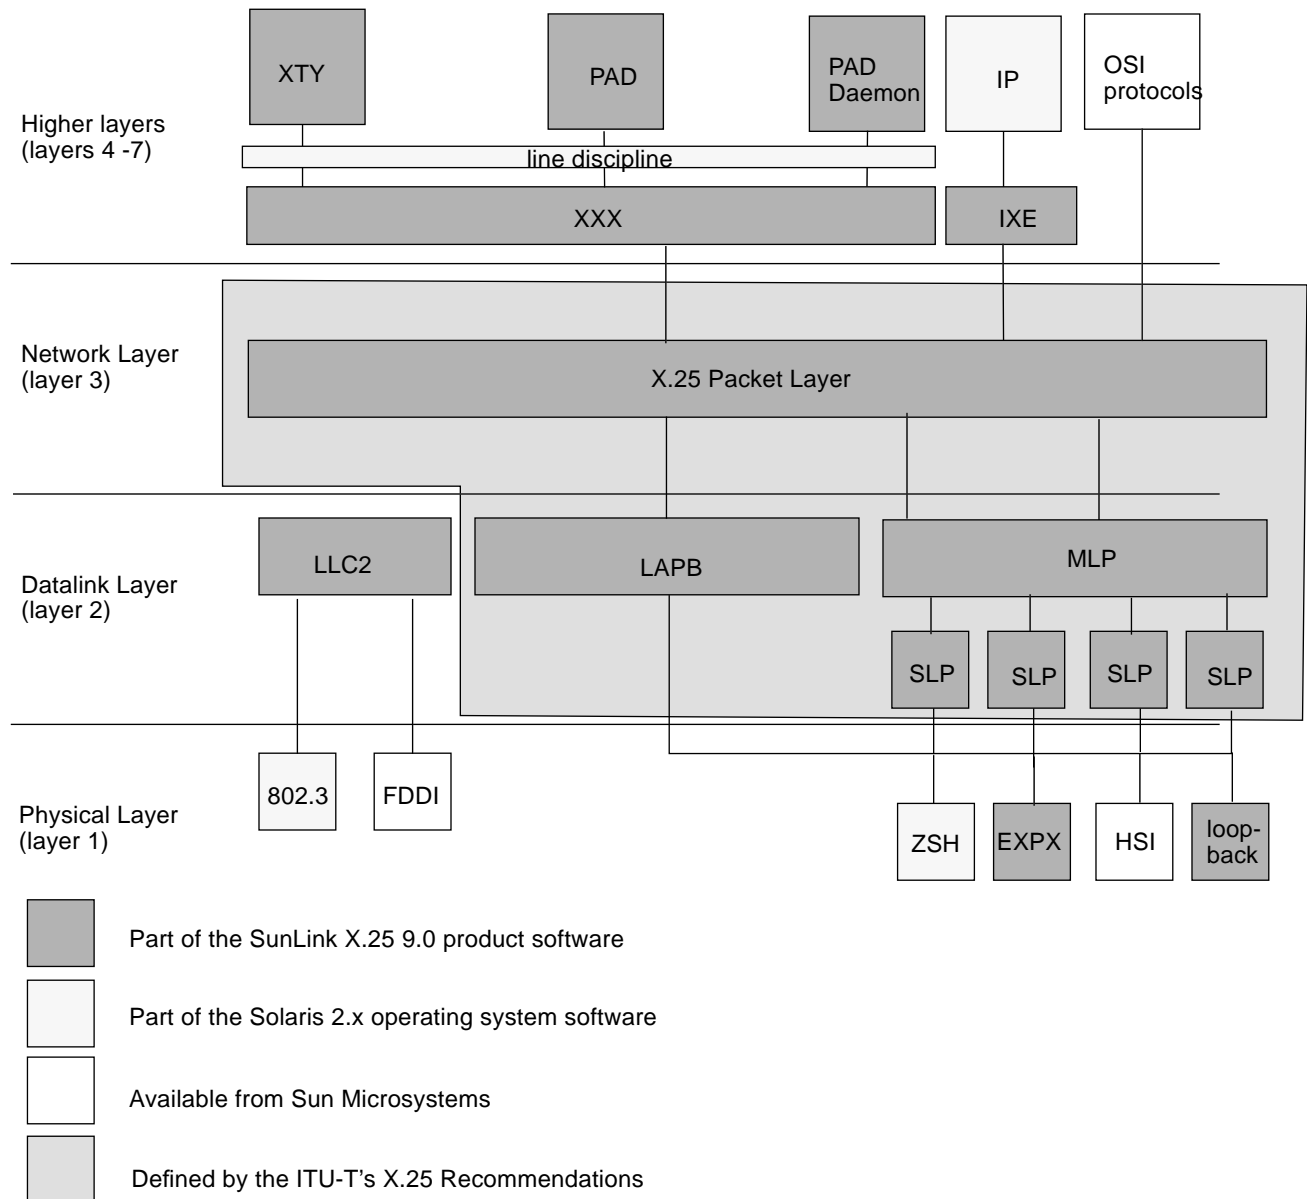 XTY
PAD
PAD
Daemon
IP
OSI
protocols
Higher layers
(layers 4 -7)
line discipline
XXX
IXE
Network Layer
(layer 3)
X.25 Packet Layer
Datalink Layer
(layer 2)
LLC2
LAPB
MLP
SLP
SLP
SLP
SLP
Physical Layer
(layer 1)
802.3
FDDI
ZSH
EXPX
HSI
loop-
back
Part of the SunLink X.25 9.0 product software
Part of the Solaris 2.x operating system software
Available from Sun Microsystems
Defined by the ITU-T's X.25 Recommendations